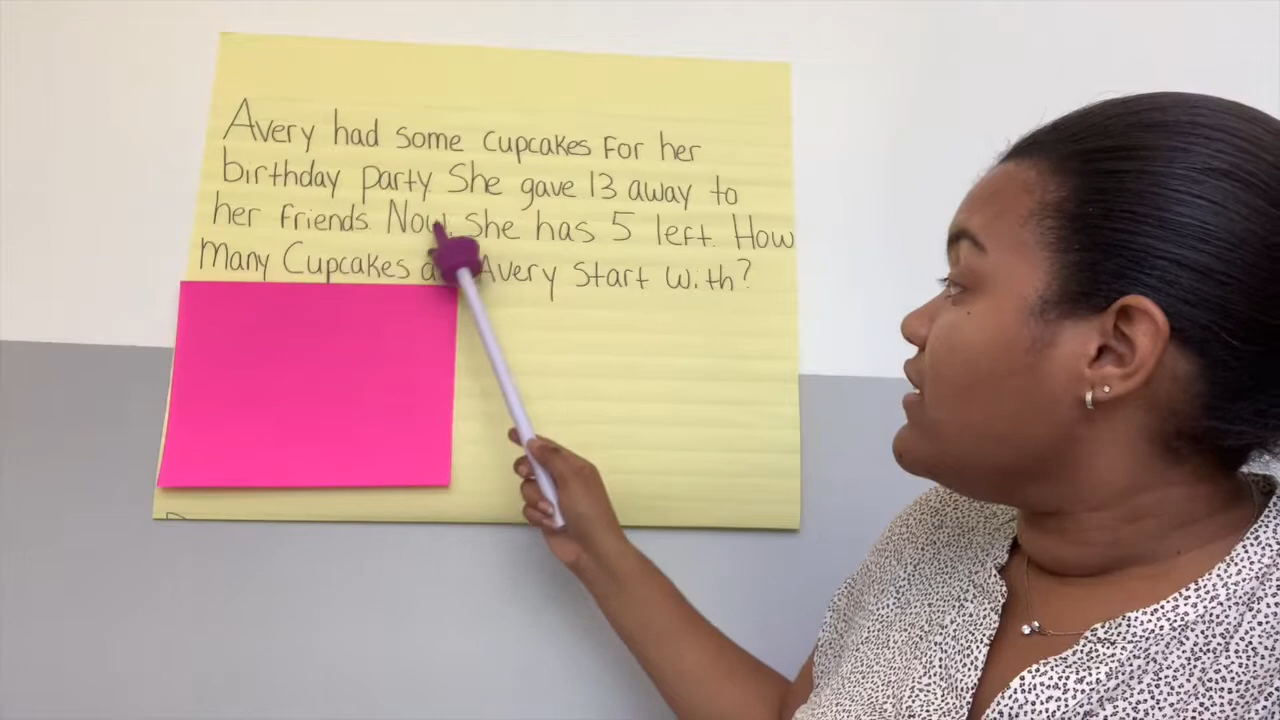 Avery had some cupcakes For her
birthday party She gave 13 away to
her friends. Now, She has 5 left. How
Many Cupcakes Avery Start With?